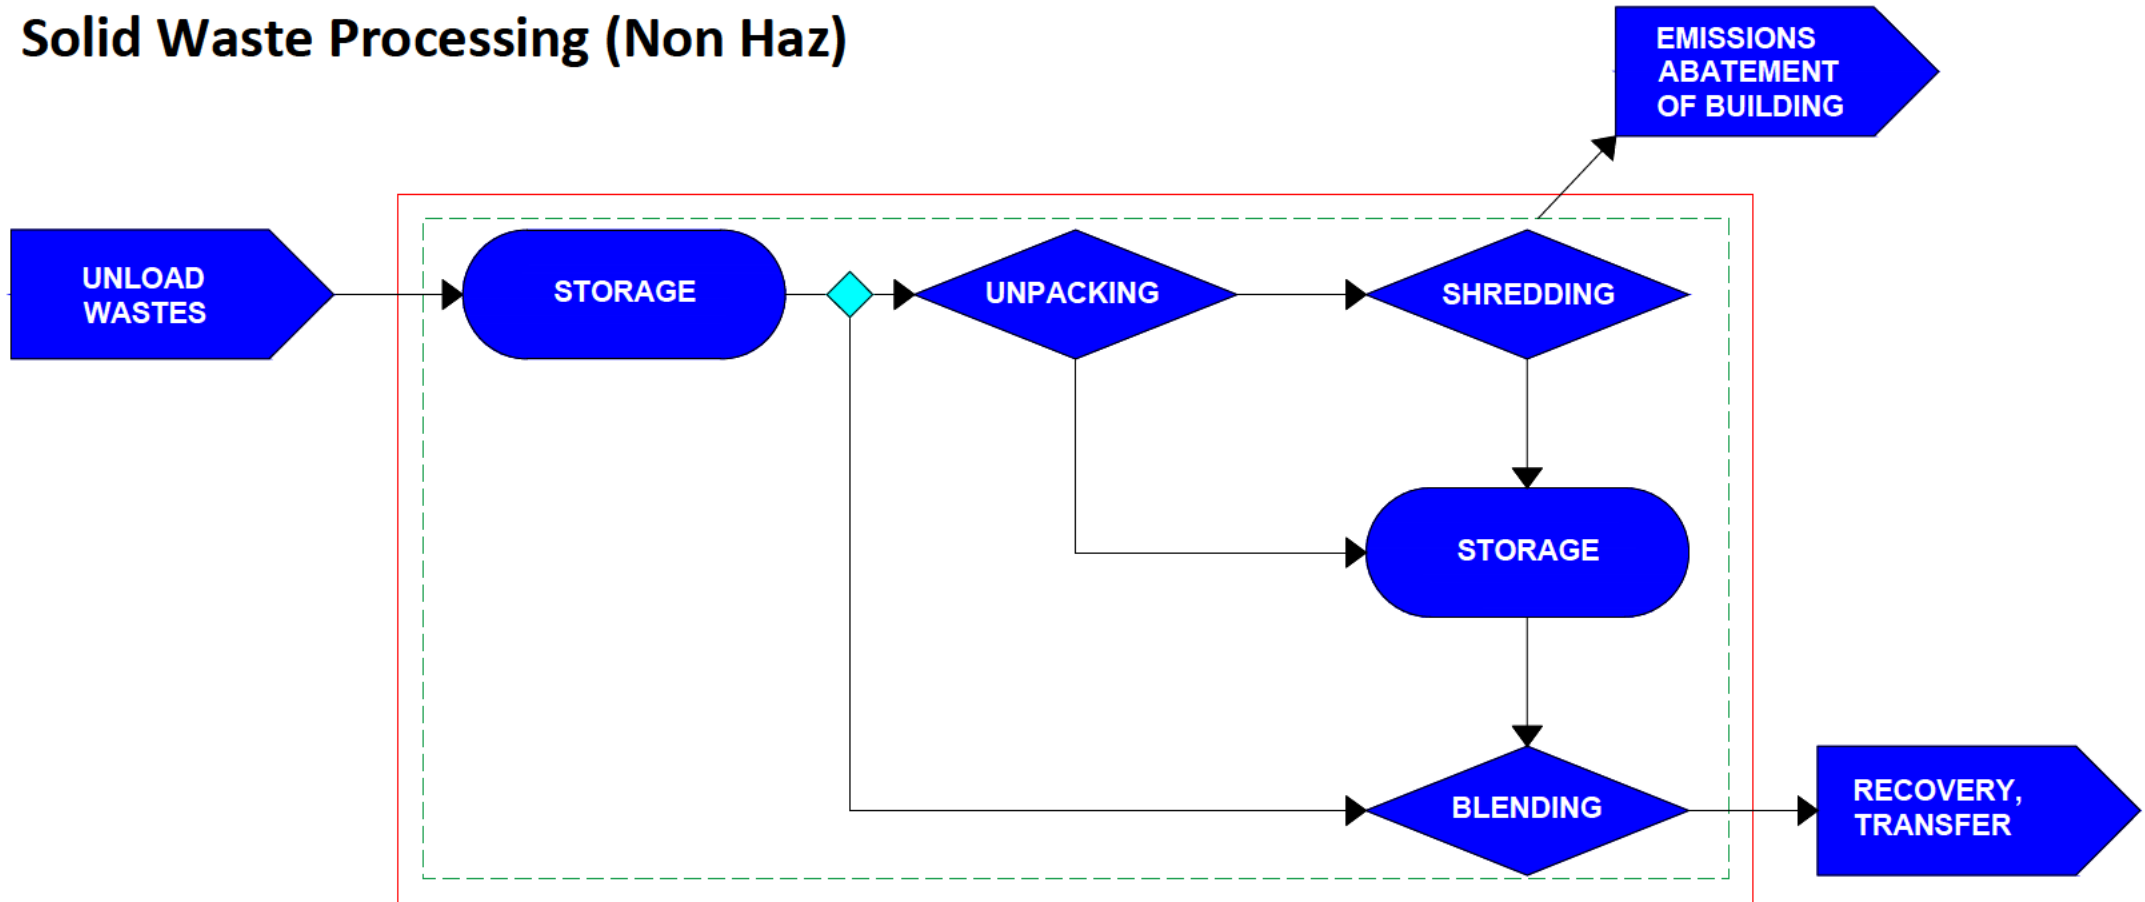 Solid Waste Processing (Non Haz)
EMISSIONS
ABATEMENT
OF BUILDING
UNLOAD
WASTES
STORAGE
UNPACKING
SHREDDING
STORAGE
BLENDING
RECOVERY,
TRANSFER